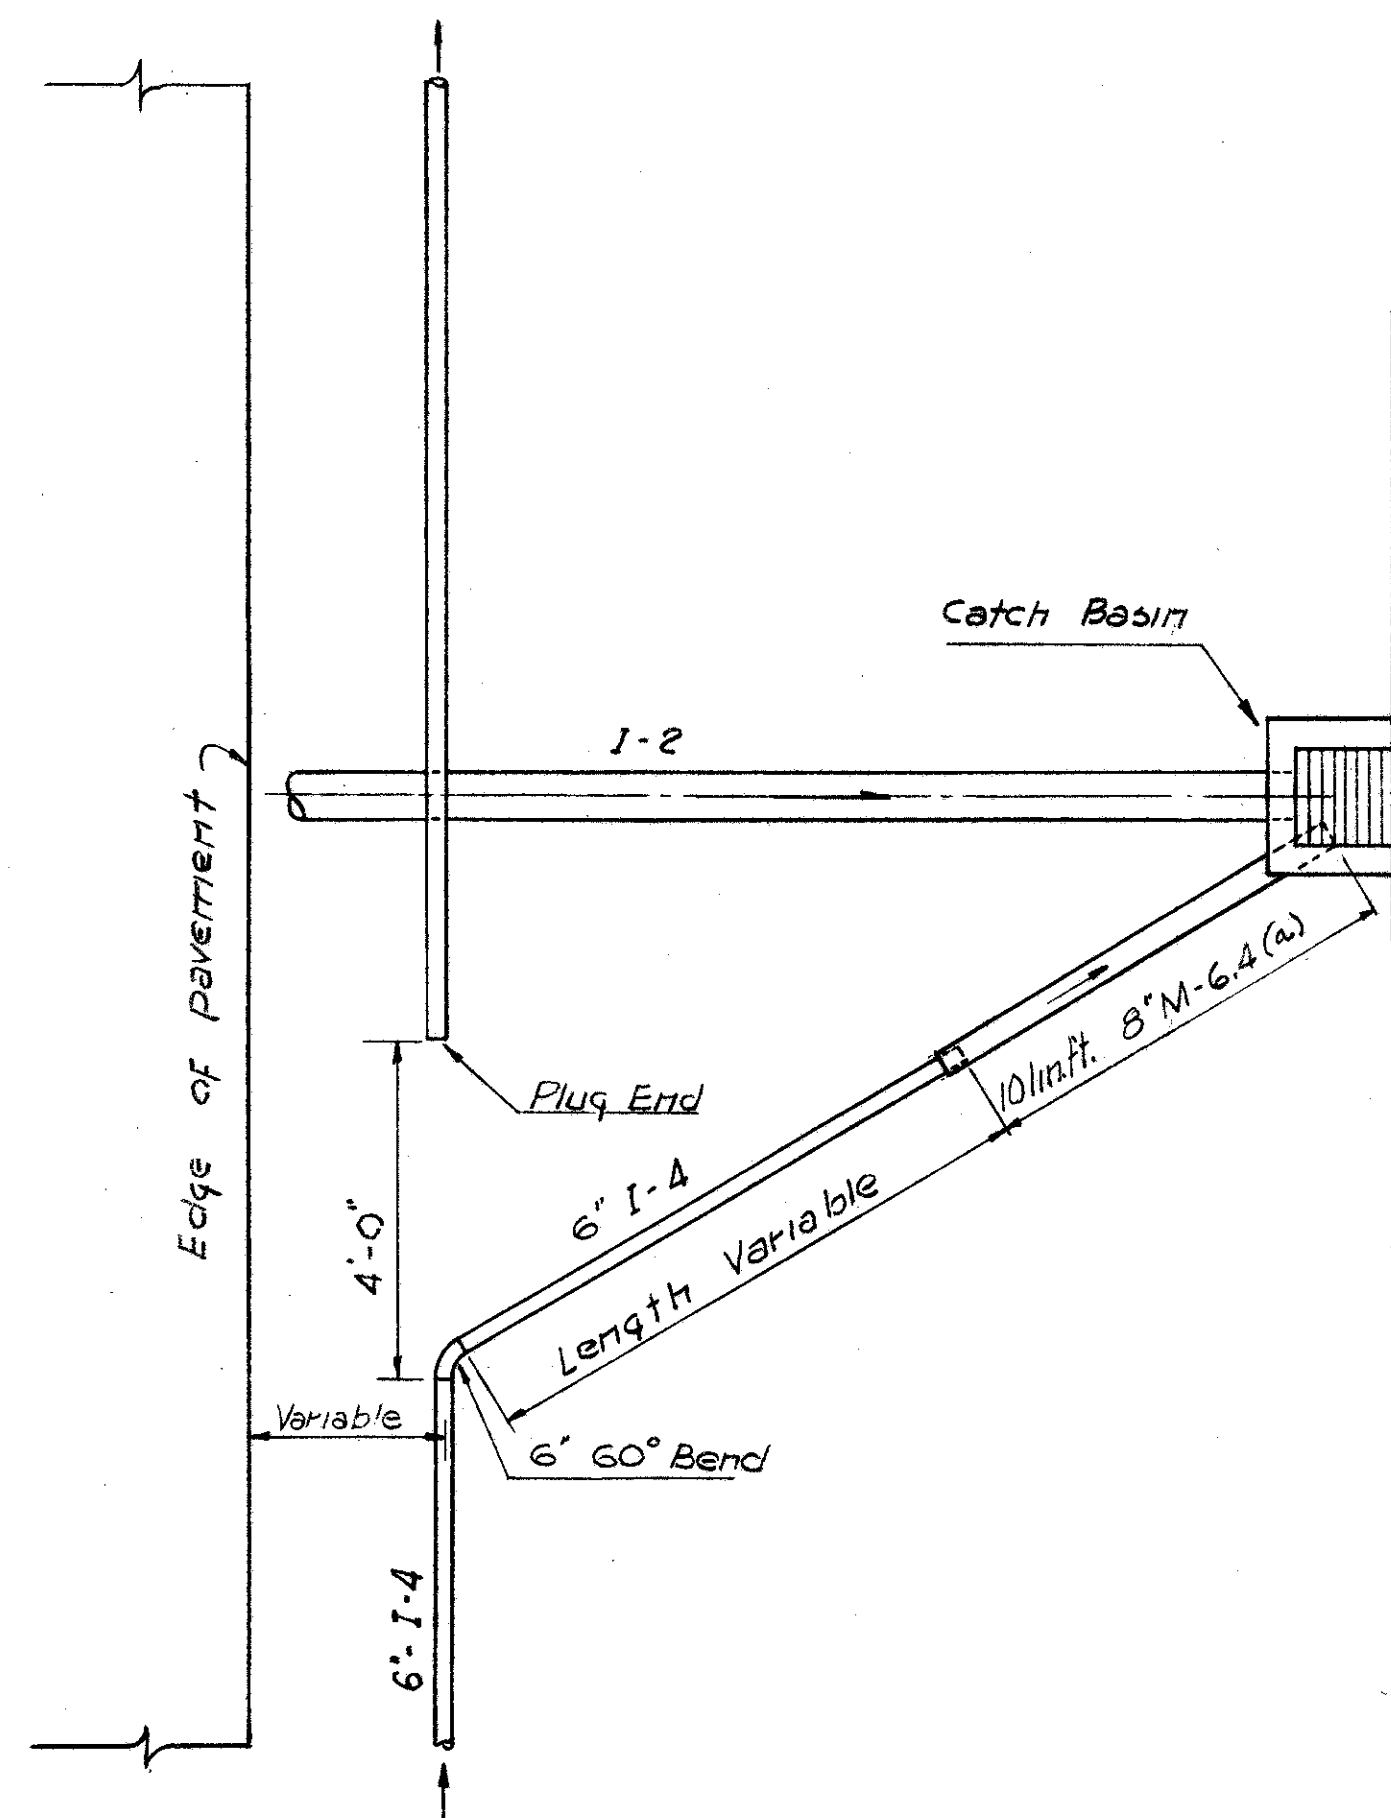 Catch Basin
I-2
Edge of pavement
10 lin. ft. 8" M-6.4(a)
Plug End
6" I-4
4'-0"
Length Variable
Variable
6" 60° Bend
6"-I-4